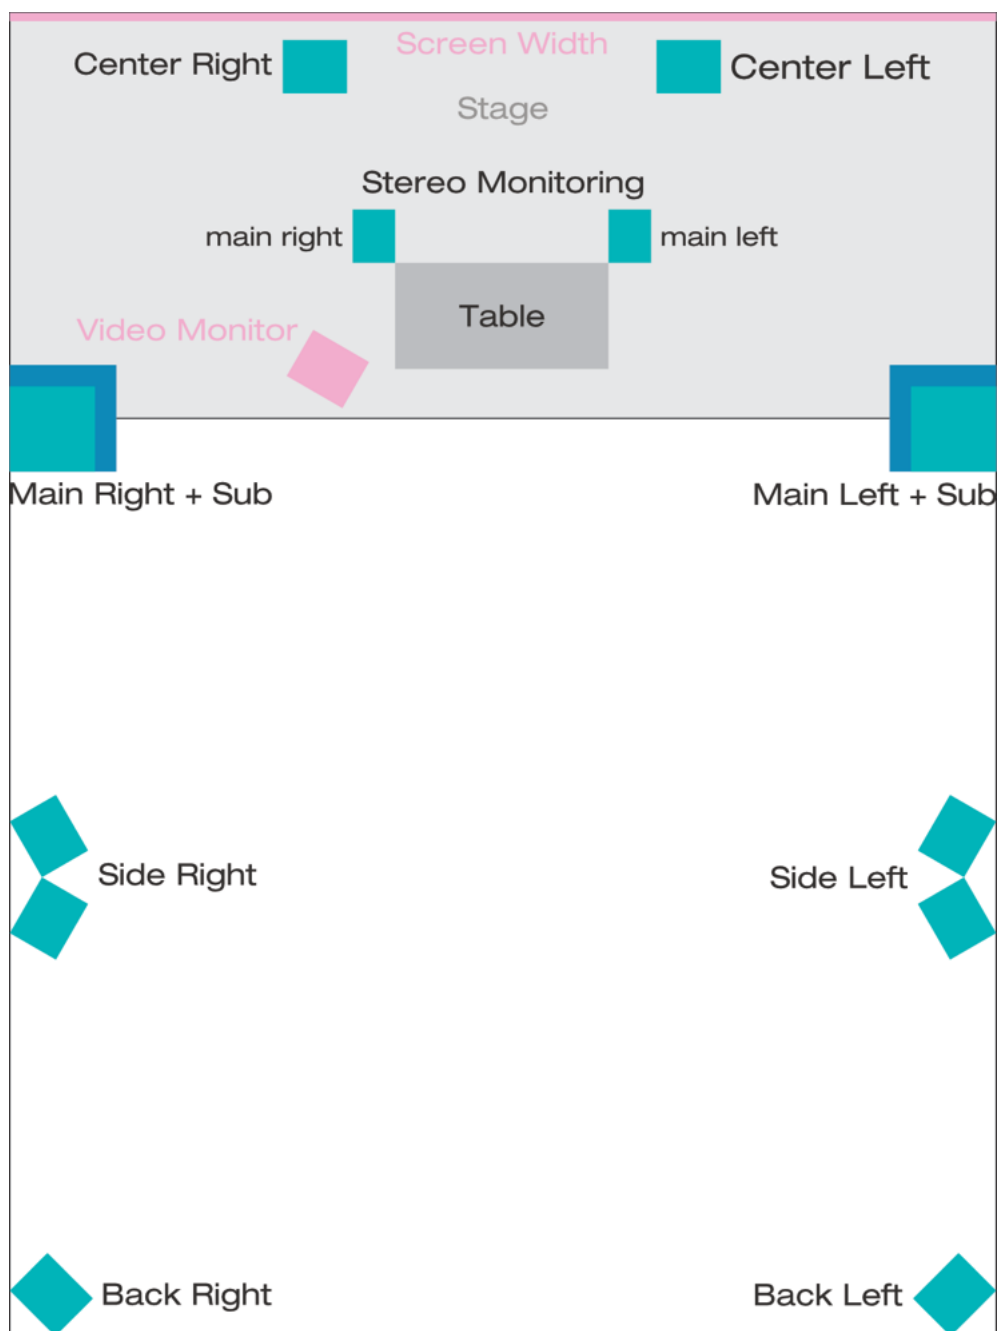 Screen Width
Center Right
Center Left
Stage
Stereo Monitoring
main right
main left
Table
Video Monitor
Main Right + Sub
Main Left + Sub
Side Right
Side Left
Back Right
Back Left